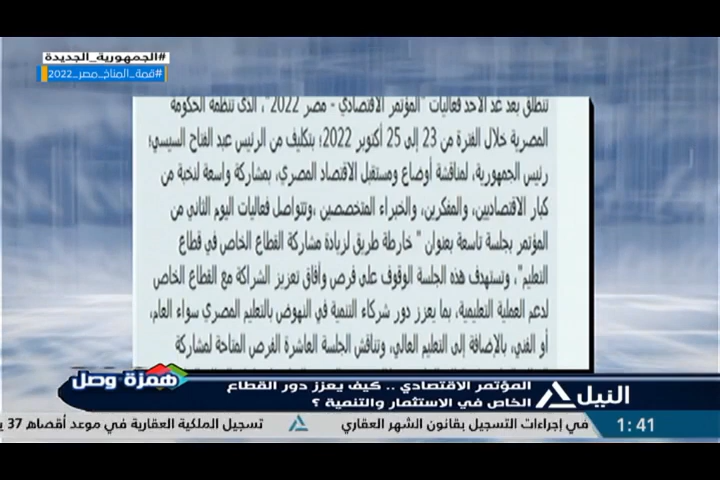 #الجمهورية_الجديدة
#قمة_المناخ_مصر_2022
تنطلق بعد غد الأحد فعاليات "المؤتمر الاقتصادي - مصر 2022"، الذي تنظمه الحكومة
المصرية خلال الفترة من 23 إلى 25 أكتوبر 2022؛ بتكليف من الرئيس عبد الفتاح السيسي؛
رئيس الجمهورية، لمناقشة أوضاع ومستقبل الاقتصاد المصري، بمشاركة واسعة لنخبة من
كبار الاقتصاديين، والمفكرين، والخبراء المتخصصين ،وتتواصل فعاليات اليوم الثاني من
المؤتمر بجلسة تاسعة بعنوان " خارطة طريق لزيادة مشاركة القطاع الخاص في قطاع
التعليم"، وتستهدف هذه الجلسة الوقوف على فرص وآفاق تعزيز الشراكة مع القطاع الخاص
لدعم العملية التعليمية، بما يعزز دور شركاء التنمية في النهوض بالتعليم المصري سواء العام،
أو الفني، بالإضافة إلى التعليم العالي، وتناقش الجلسة العاشرة الفرص المتاحة لمشاركة
همزة وصل
المؤتمر الاقتصادي .. كيف يعزز دور القطاع
الخاص في الاستثمار والتنمية ؟
النيل
1:41
في إجراءات التسجيل بقانون الشهر العقاري
تسجيل الملكية العقارية في موعد أقصاه 37 ي